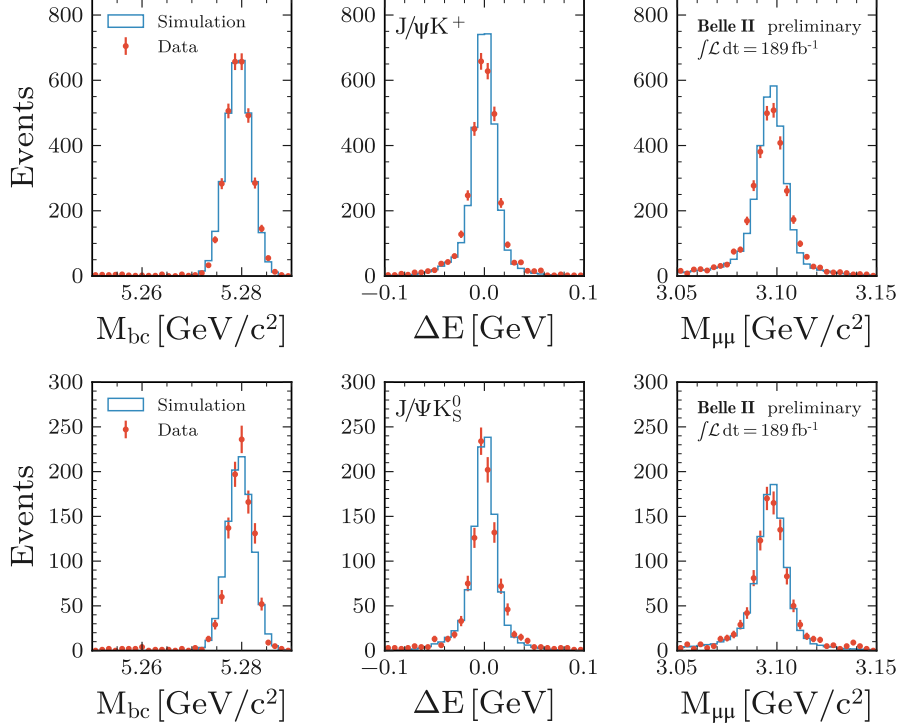 Events
800
600
400
200
0
Simulation
Data
5.26
5.28
M_bc [GeV/c²]
800
600
400
200
0
J/ψK⁺
−0.1
0.0
0.1
ΔE [GeV]
800
600
400
200
0
Belle II preliminary
∫ℒ dt = 189 fb⁻¹
3.05
3.10
3.15
M_μμ [GeV/c²]
Events
300
250
200
150
100
50
0
Simulation
Data
5.26
5.28
M_bc [GeV/c²]
300
250
200
150
100
50
0
J/ΨK_S⁰
−0.1
0.0
0.1
ΔE [GeV]
300
250
200
150
100
50
0
Belle II preliminary
∫ℒ dt = 189 fb⁻¹
3.05
3.10
3.15
M_μμ [GeV/c²]